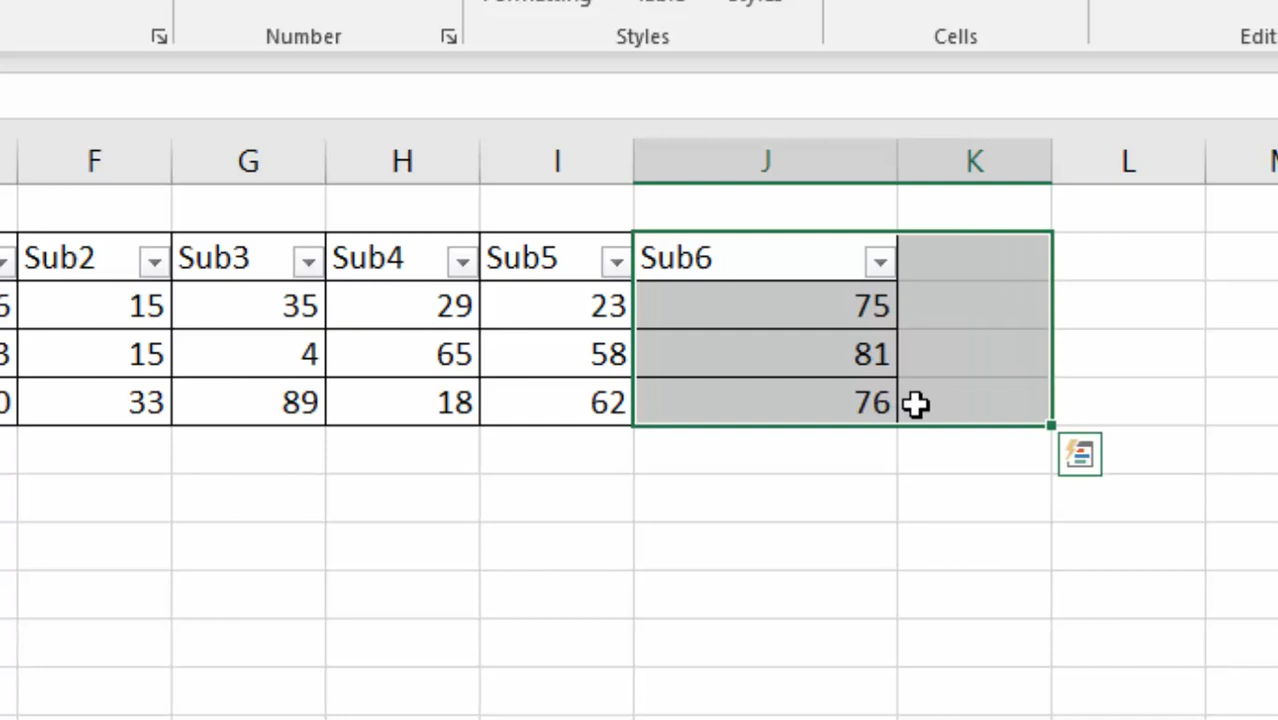 Number Styles Cells
F G H I J K L
Sub2 Sub3 Sub4 Sub5 Sub6
15 35 29 23 75
15 4 65 58 81
33 89 18 62 76